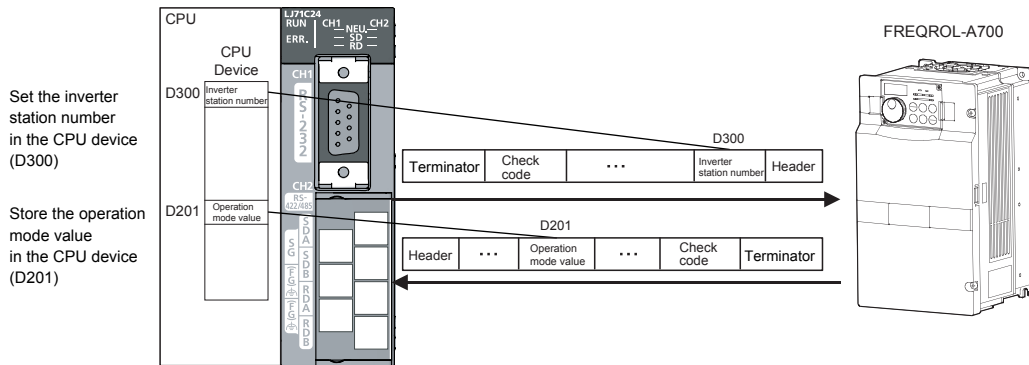 CPU
CPU
Device
D300
Inverter
station number
Set the inverter
station number
in the CPU device
(D300)
D201
Operation
mode value
Store the operation
mode value
in the CPU device
(D201)
LJ71C24
RUN
ERR.
CH1
NEU.
CH2
SD
RD
CH1
RS-232
CH2
RS-
422/485
SDA
SG
SDB
FG
RDA
FG
RDB
D300
Terminator
Check
code
...
Inverter
station number
Header
D201
Header
...
Operation
mode value
...
Check
code
Terminator
FREQROL-A700